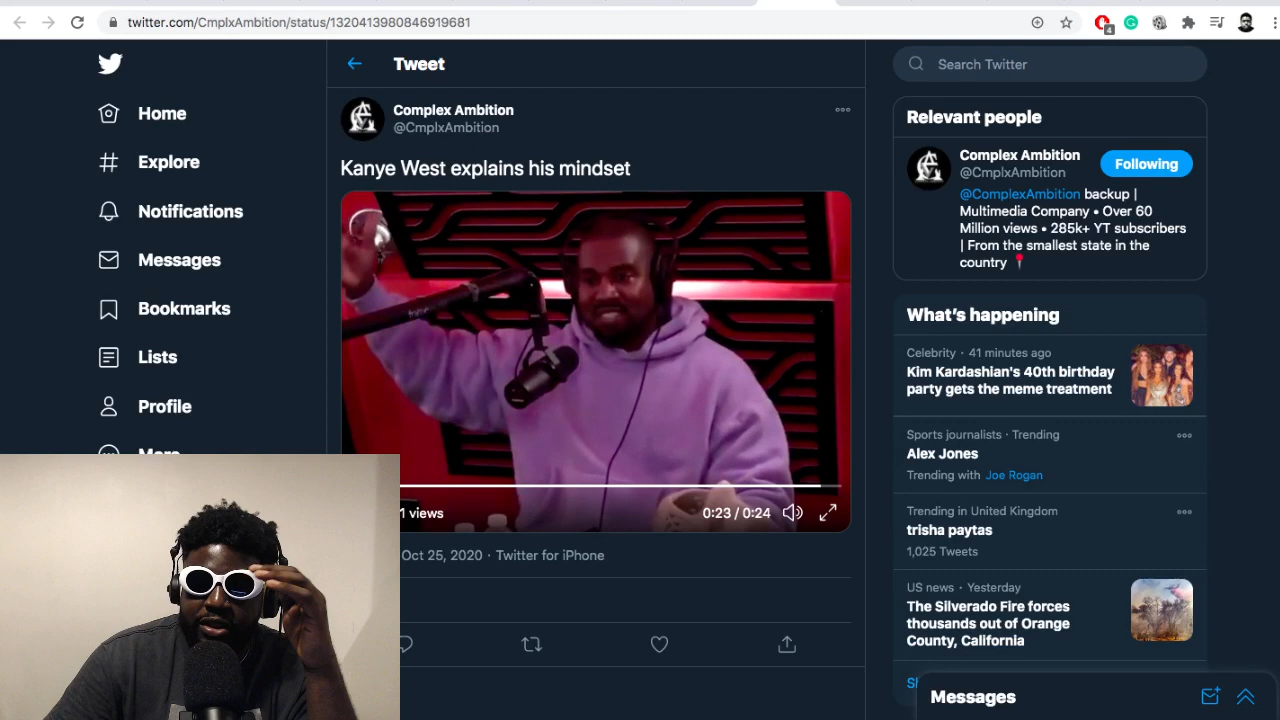 twitter.com/CmplxAmbition/status/1320413980846919681
4
Home
Explore
Notifications
Messages
Bookmarks
Lists
Profile
Tweet
Complex Ambition
@CmplxAmbition
Kanye West explains his mindset
1 views
0:23 / 0:24
Oct 25, 2020 · Twitter for iPhone
Search Twitter
Relevant people
Complex Ambition
@CmplxAmbition
Following
@ComplexAmbition backup |
Multimedia Company • Over 60
Million views • 285k+ YT subscribers
| From the smallest state in the
country
What's happening
Celebrity · 41 minutes ago
Kim Kardashian's 40th birthday
party gets the meme treatment
Sports journalists · Trending
Alex Jones
Trending with Joe Rogan
Trending in United Kingdom
trisha paytas
1,025 Tweets
US news · Yesterday
The Silverado Fire forces
thousands out of Orange
County, California
Messages